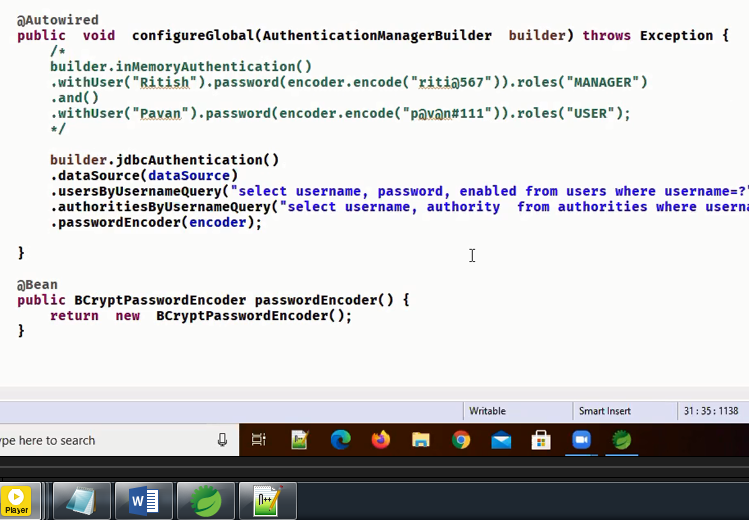 @Autowired
public void configureGlobal(AuthenticationManagerBuilder builder) throws Exception {
/*
builder.inMemoryAuthentication()
.withUser("Ritish").password(encoder.encode("riti@567")).roles("MANAGER")
.and()
.withUser("Pavan").password(encoder.encode("p@v@n#111")).roles("USER");
*/
builder.jdbcAuthentication()
.dataSource(dataSource)
.usersByUsernameQuery("select username, password, enabled from users where username=?"
.authoritiesByUsernameQuery("select username, authority from authorities where userna
.passwordEncoder(encoder);
}
@Bean
public BCryptPasswordEncoder passwordEncoder() {
return new BCryptPasswordEncoder();
}
Writable Smart Insert 31:35:1138
ype here to search
Player W n++